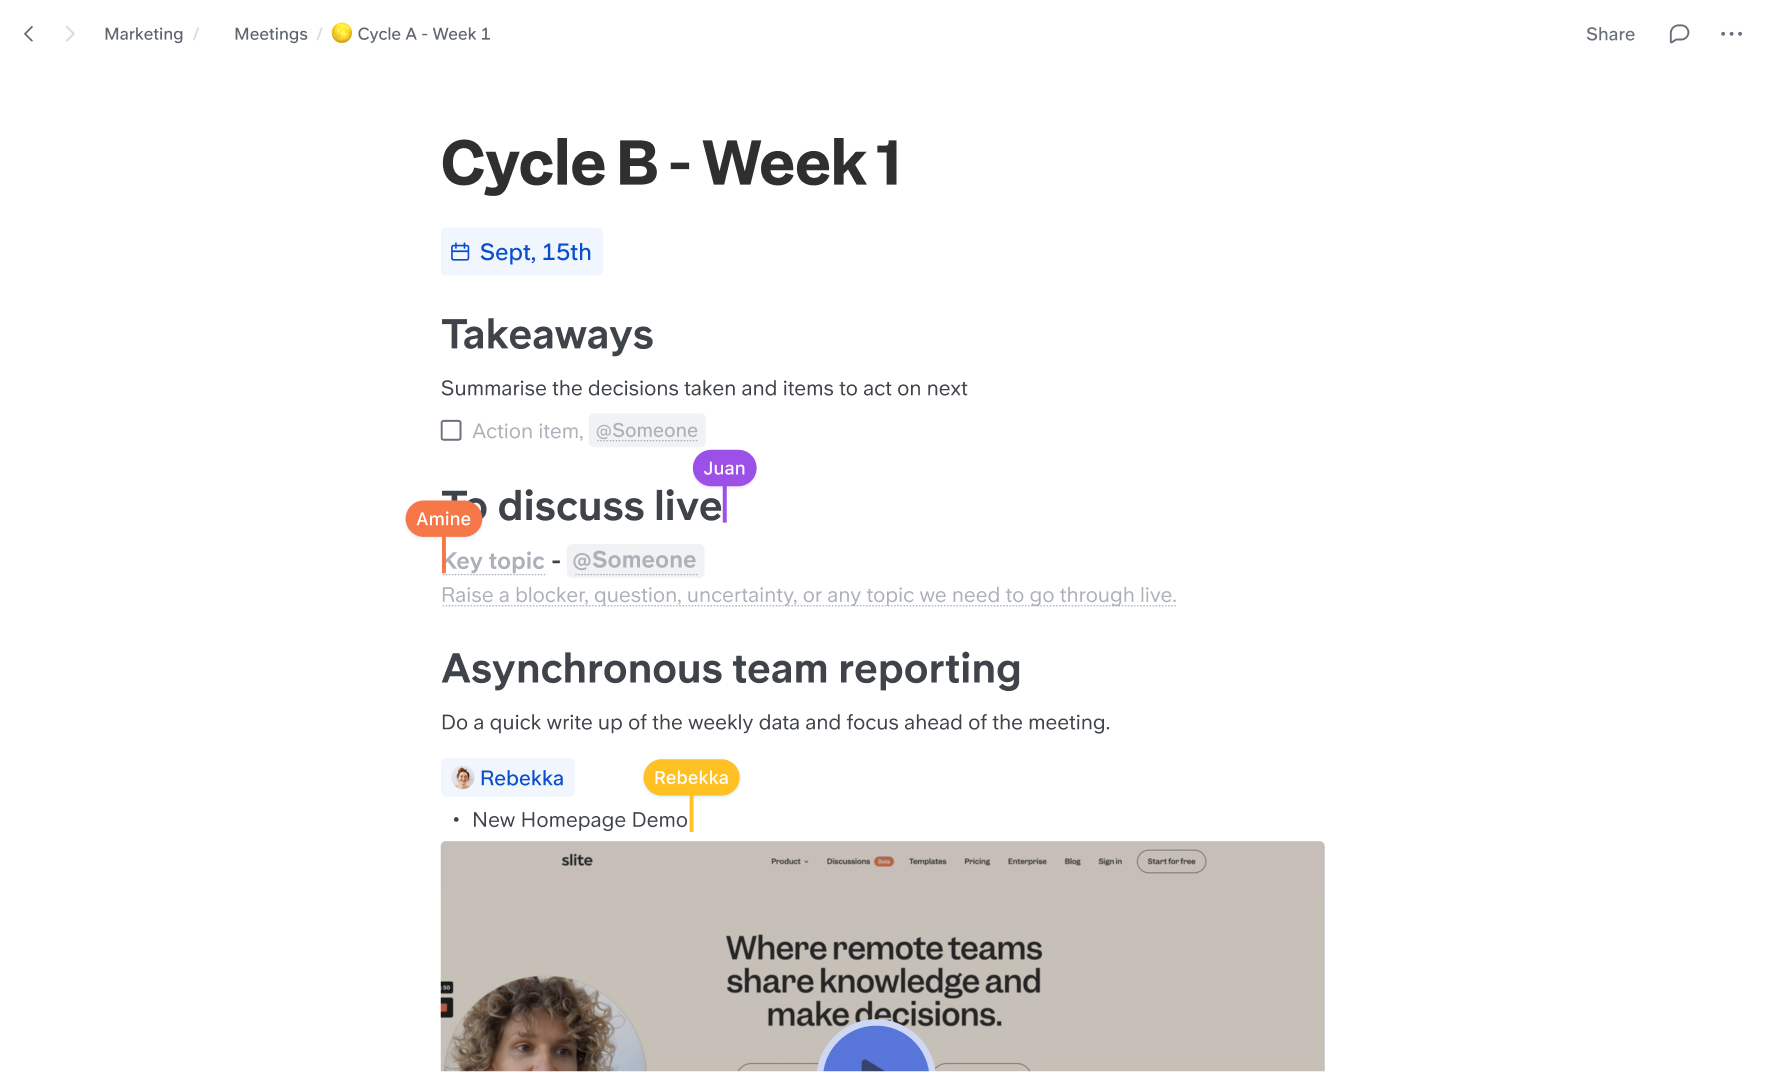 Marketing / Meetings / Cycle A - Week 1 Share
Cycle B - Week 1
Sept, 15th
Takeaways
Summarise the decisions taken and items to act on next
Action item, @Someone
Juan
To discuss live
Amine
Key topic - @Someone
Raise a blocker, question, uncertainty, or any topic we need to go through live.
Asynchronous team reporting
Do a quick write up of the weekly data and focus ahead of the meeting.
Rebekka Rebekka
• New Homepage Demo
slite Product Discussions Beta Templates Pricing Enterprise Blog Sign in Start for free
Where remote teams
share knowledge and
make decisions.